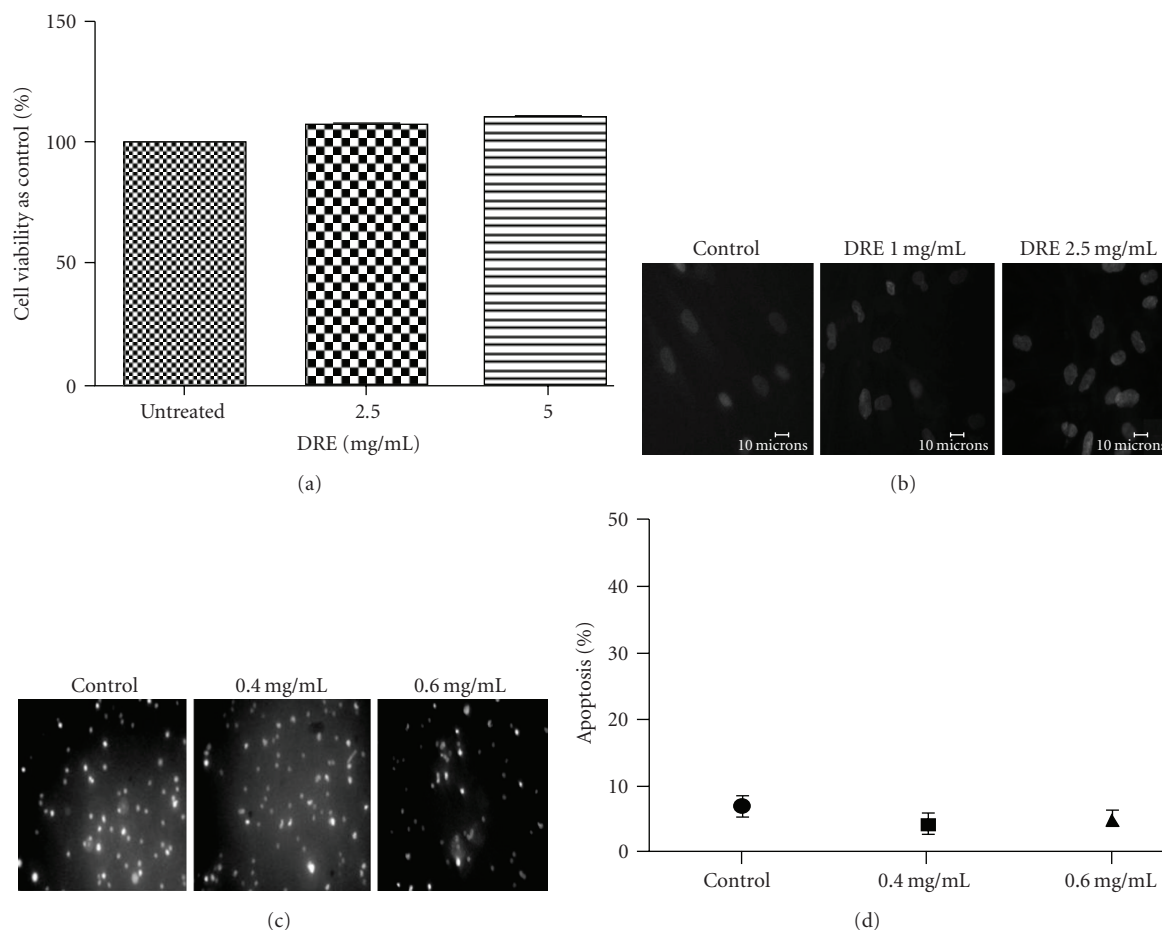 150
100
50
0
Cell viability as control (%)
Untreated 2.5 5
DRE (mg/mL)
(a)
Control DRE 1 mg/mL DRE 2.5 mg/mL
10 microns 10 microns 10 microns
(b)
Control 0.4 mg/mL 0.6 mg/mL
(c)
50
40
30
20
10
0
Apoptosis (%)
Control 0.4 mg/mL 0.6 mg/mL
(d)